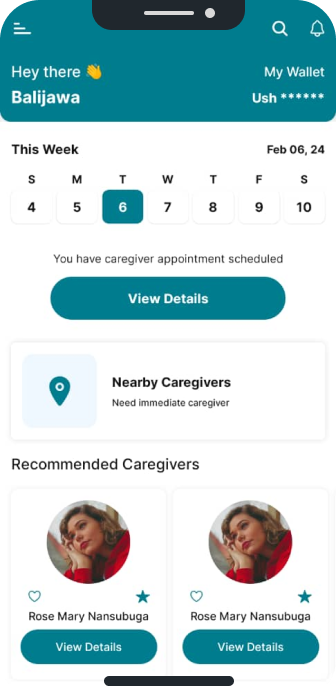 Hey there 👋 My Wallet
Balijawa Ush ******
This Week Feb 06, 24
S M T W T F S
4 5 6 7 8 9 10
You have caregiver appointment scheduled
View Details
Nearby Caregivers
Need immediate caregiver
Recommended Caregivers
Rose Mary Nansubuga Rose Mary Nansubuga
View Details View Details